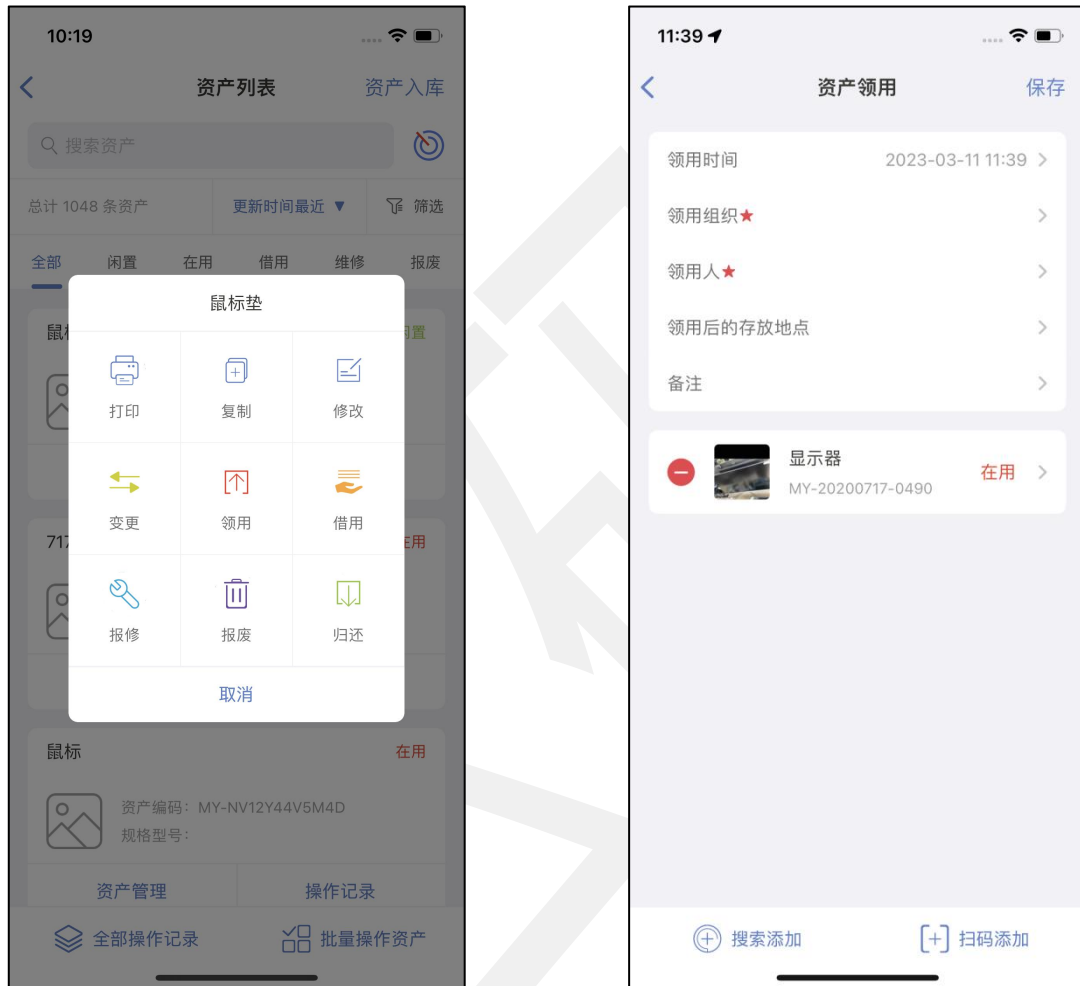 10:19
资产列表
资产入库
搜索资产
总计 1048 条资产
更新时间最近 ▼
筛选
全部 闲置 在用 借用 维修 报废
鼠标垫
打印 复制 修改
变更 领用 借用
报修 报废 归还
取消
717
鼠标
在用
资产编码: MY-NV12Y44V5M4D
规格型号:
资产管理
操作记录
全部操作记录
批量操作资产
11:39
资产领用
保存
领用时间
2023-03-11 11:39
领用组织★
领用人★
领用后的存放地点
备注
显示器
MY-20200717-0490
在用
搜索添加
扫码添加